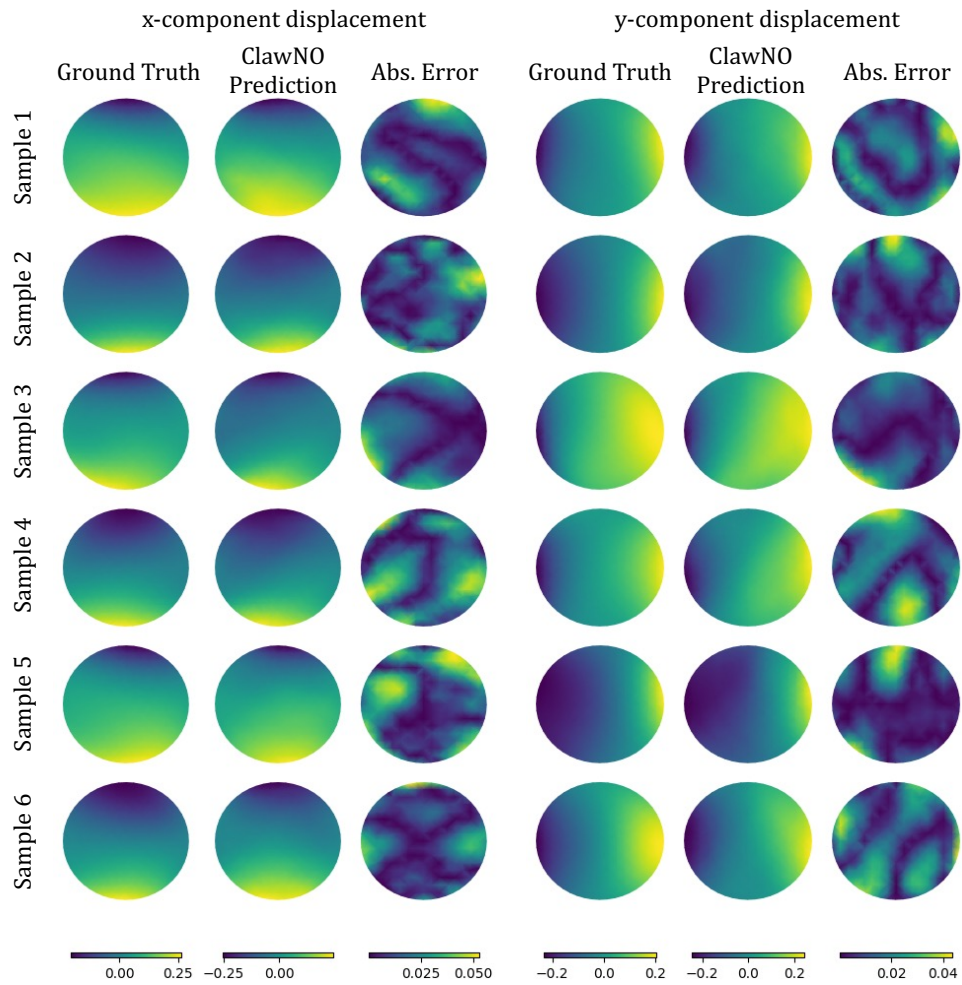 x-component displacement
y-component displacement
Ground Truth
ClawNO
Prediction
Abs. Error
Ground Truth
ClawNO
Prediction
Abs. Error
Sample 1
Sample 2
Sample 3
Sample 4
Sample 5
Sample 6
0.00 0.25
−0.25 0.00
0.025 0.050
−0.2 0.0 0.2
−0.2 0.0 0.2
0.02 0.04